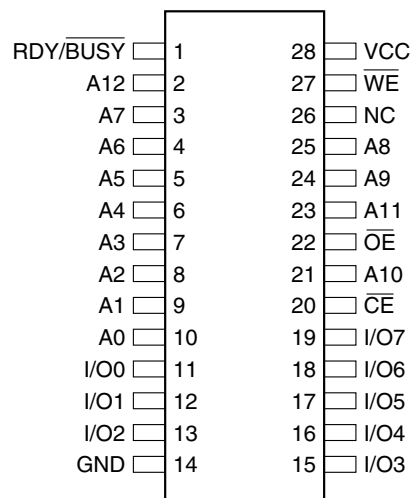 RDY/BUSY 1 28 VCC
A12 2 27 WE
A7 3 26 NC
A6 4 25 A8
A5 5 24 A9
A4 6 23 A11
A3 7 22 OE
A2 8 21 A10
A1 9 20 CE
A0 10 19 I/O7
I/O0 11 18 I/O6
I/O1 12 17 I/O5
I/O2 13 16 I/O4
GND 14 15 I/O3